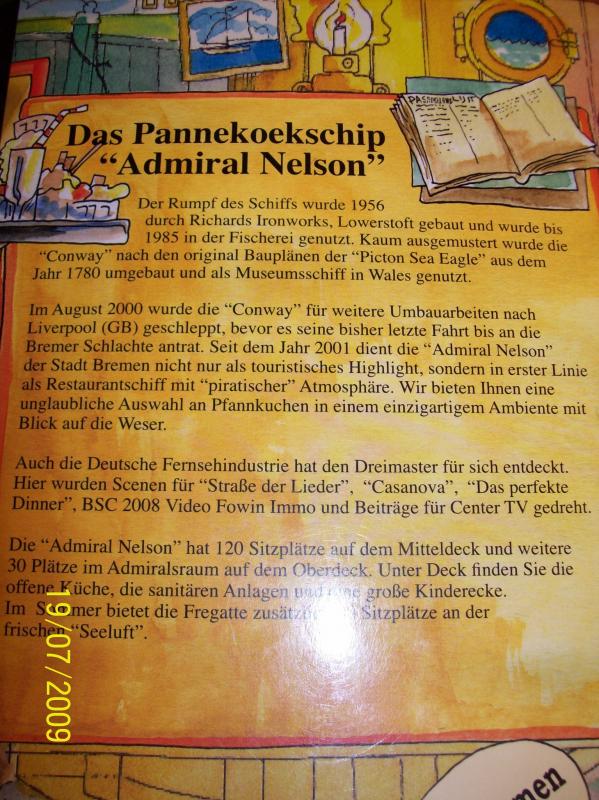 PASSAGIERSLIJST
Das Pannekoekschip
“Admiral Nelson”
Der Rumpf des Schiffs wurde 1956
durch Richards Ironworks, Lowerstoft gebaut und wurde bis
1985 in der Fischerei genutzt. Kaum ausgemustert wurde die
“Conway” nach den original Bauplänen der “Picton Sea Eagle” aus dem
Jahr 1780 umgebaut und als Museumsschiff in Wales genutzt.
Im August 2000 wurde die “Conway” für weitere Umbauarbeiten nach
Liverpool (GB) geschleppt, bevor es seine bisher letzte Fahrt bis an die
Bremer Schlachte antrat. Seit dem Jahr 2001 dient die “Admiral Nelson”
der Stadt Bremen nicht nur als touristisches Highlight, sondern in erster Linie
als Restaurantschiff mit “piratischer” Atmosphäre. Wir bieten Ihnen eine
unglaubliche Auswahl an Pfannkuchen in einem einzigartigem Ambiente mit
Blick auf die Weser.
Auch die Deutsche Fernsehindustrie hat den Dreimaster für sich entdeckt.
Hier wurden Scenen für “Straße der Lieder”, “Casanova”, “Das perfekte
Dinner”, BSC 2008 Video Fowin Immo und Beiträge für Center TV gedreht.
Die “Admiral Nelson” hat 120 Sitzplätze auf dem Mitteldeck und weitere
30 Plätze im Admiralsraum auf dem Oberdeck. Unter Deck finden Sie die
offene Küche, die sanitären Anlagen und eine große Kinderecke.
Im Sommer bietet die Fregatte Sitzplätze an der
frischen “Seeluft”.
19/07/2009
men